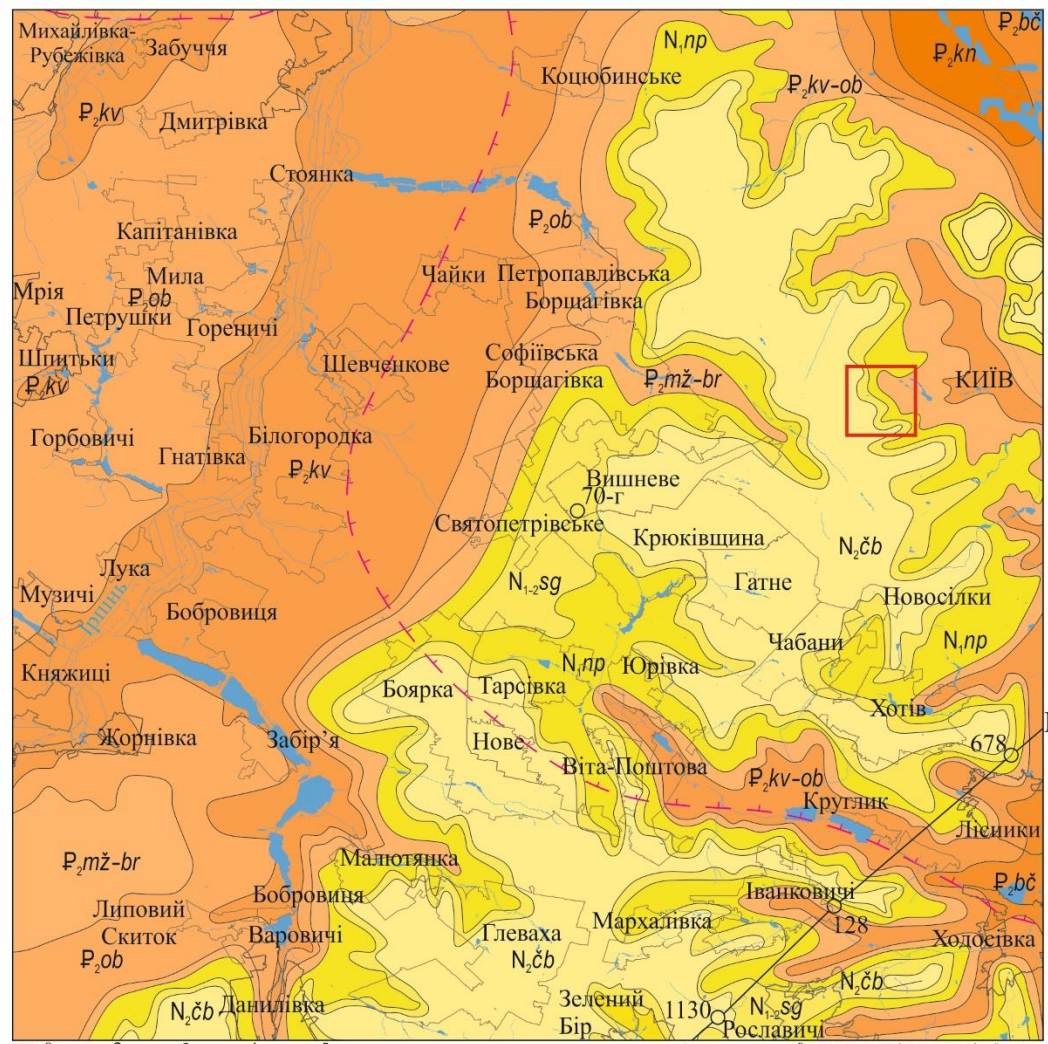 Михайлівка-
Рубежівка
Забуччя
Коцюбинське
N₁np
₽₂bč
₽₂kn
₽₂kv-ob
₽₂kv
Дмитрівка
Стоянка
₽₂ob
Капітанівка
Чайки
Петропавлівська
Борщагівка
Мила
Мрія
₽₂ob
Петрушки
Гореничі
Шпитьки
Шевченкове
Софіївська
Борщагівка
₽₂kv
₽₂mž-br
КИЇВ
Горбовичі
Білогородка
Гнатівка
₽₂kv
Вишневе
70-г
Святопетрівське
Крюківщина
N₂čb
Лука
N₁₋₂sg
Гатне
Музичі
Ірпінь
Бобровиця
Новосілки
Чабани
N₁np
Княжиці
N₁np
Юрівка
Боярка
Тарсівка
Хотів
Жорнівка
Забір’я
Нове
678
Віта-Поштова
₽₂kv-ob
Круглик
Лісники
₽₂mž-br
Малютянка
Іванковичі
₽₂bč
Бобровиця
Липовий
Скиток
Варовичі
Мархалівка
128
Глеваха
Холосівка
₽₂ob
N₂čb
N₂čb
N₂čb
Данилівка
Зелений
Бір
1130
N₁₋₂sg
Рославичі